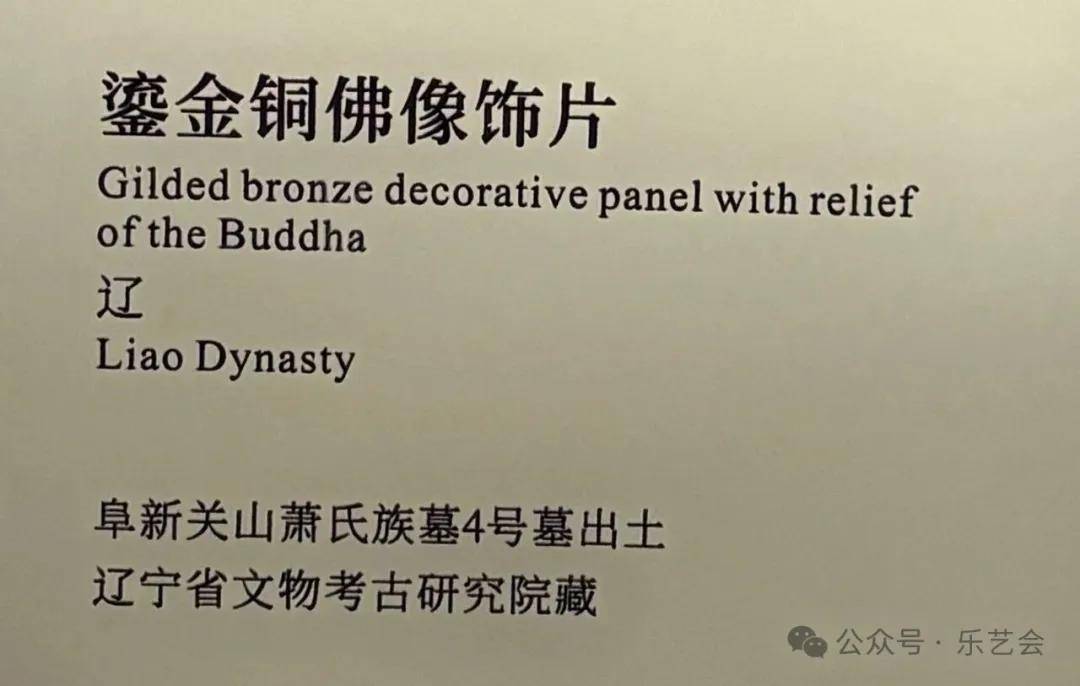 鎏金铜佛像饰片
Gilded bronze decorative panel with relief
of the Buddha
辽
Liao Dynasty
阜新关山萧氏族墓4号墓出土
辽宁省文物考古研究院藏
公众号·乐艺会